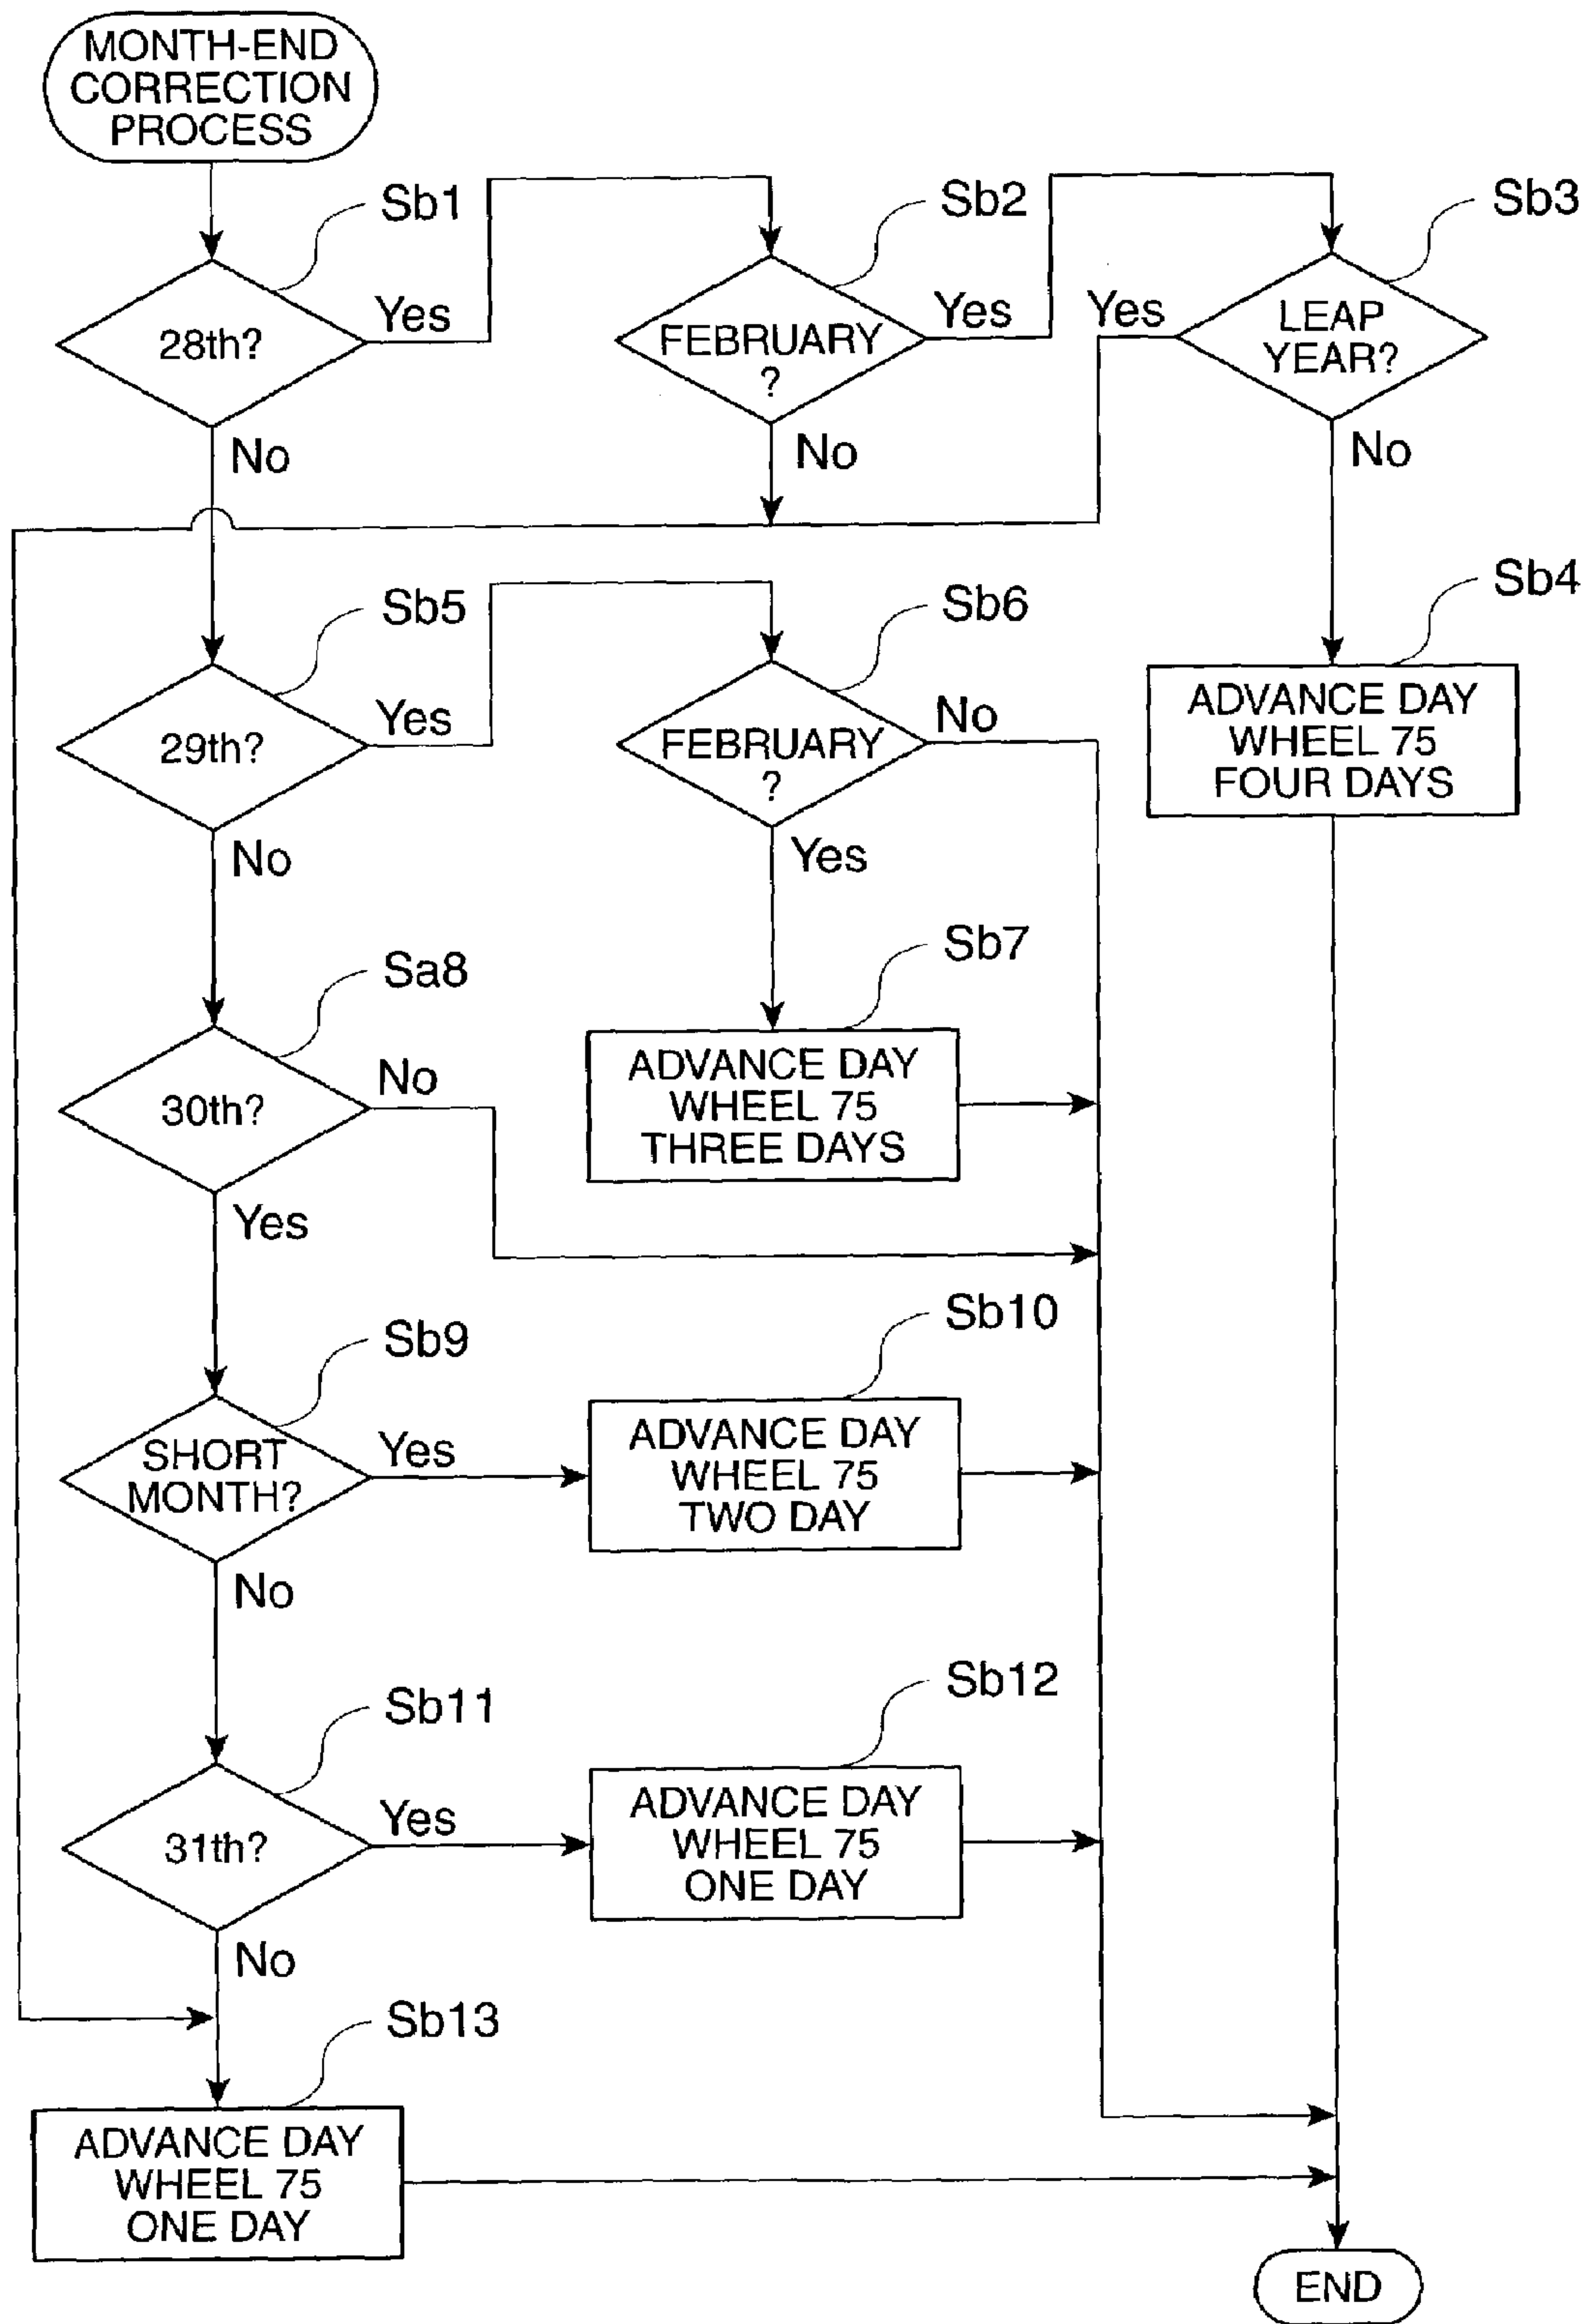 MONTH-END
CORRECTION
PROCESS
Sb1
28th?
Yes
No
Sb2
FEBRUARY
?
Yes
No
Sb3
LEAP
YEAR?
Yes
No
Sb4
ADVANCE DAY
WHEEL 75
FOUR DAYS
Sb5
29th?
Yes
No
Sb6
FEBRUARY
?
No
Yes
Sb7
ADVANCE DAY
WHEEL 75
THREE DAYS
Sa8
30th?
No
Yes
Sb9
SHORT
MONTH?
Yes
No
Sb10
ADVANCE DAY
WHEEL 75
TWO DAY
Sb11
31th?
Yes
No
Sb12
ADVANCE DAY
WHEEL 75
ONE DAY
Sb13
ADVANCE DAY
WHEEL 75
ONE DAY
END